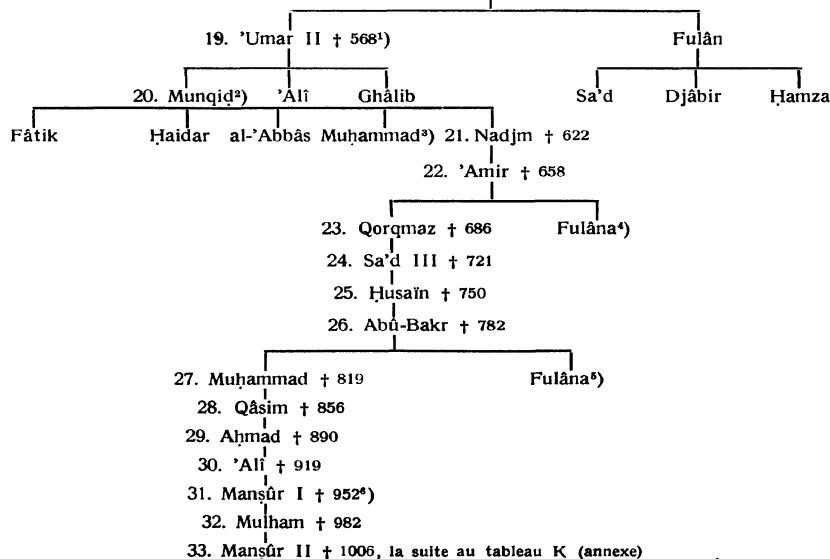 19. ’Umar II † 568¹) Fulân
20. Munqiḍ²) ’Alî Ghâlib Sa’d Djâbir Ḥamza
Fâtik Ḥaidar al-’Abbâs Muḥammad³) 21. Nadjm † 622
22. ’Amir † 658
23. Qorqmaz † 686 Fulâna⁴)
24. Sa’d III † 721
25. Ḥusaïn † 750
26. Abû-Bakr † 782
27. Muḥammad † 819 Fulâna⁵)
28. Qâsim † 856
29. Aḥmad † 890
30. ’Alî † 919
31. Manṣûr I † 952⁶)
32. Mulham † 982
33. Manṣûr II † 1006, la suite au tableau K (annexe)